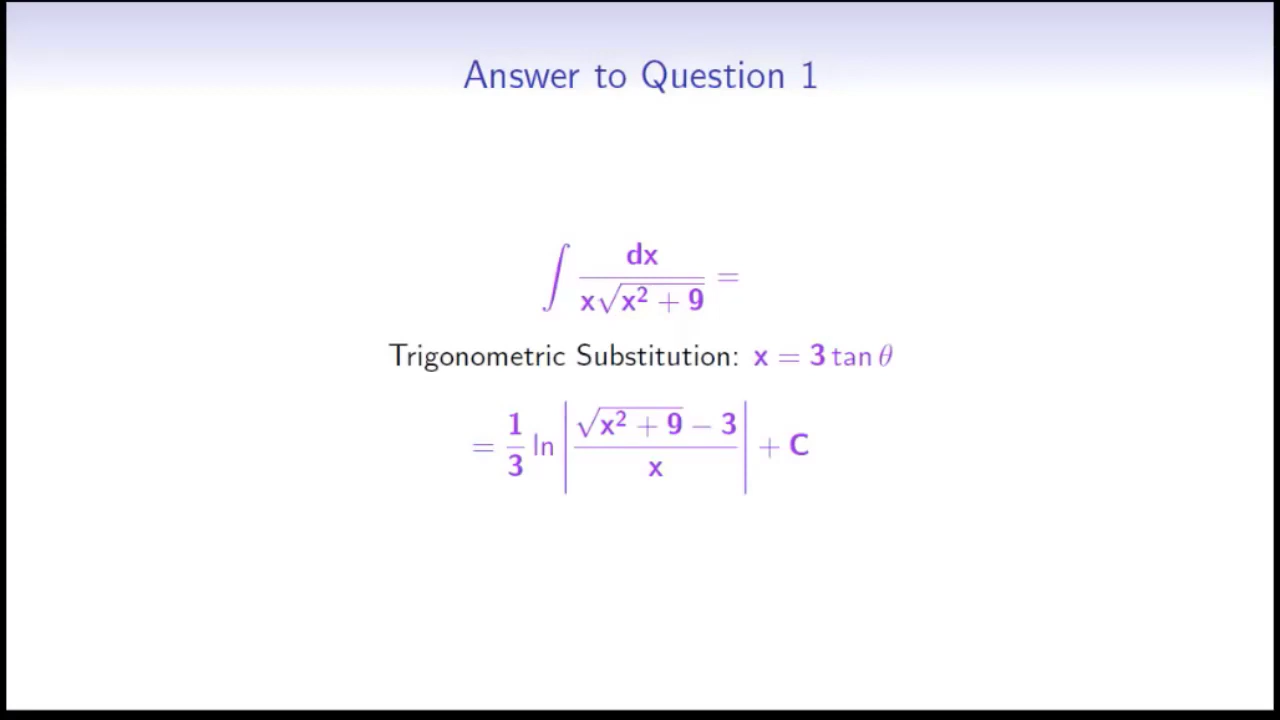 Answer to Question 1
∫ dx / (x√(x² + 9)) =
Trigonometric Substitution: x = 3 tan θ
= 1/3 ln |(√(x² + 9) − 3) / x| + C